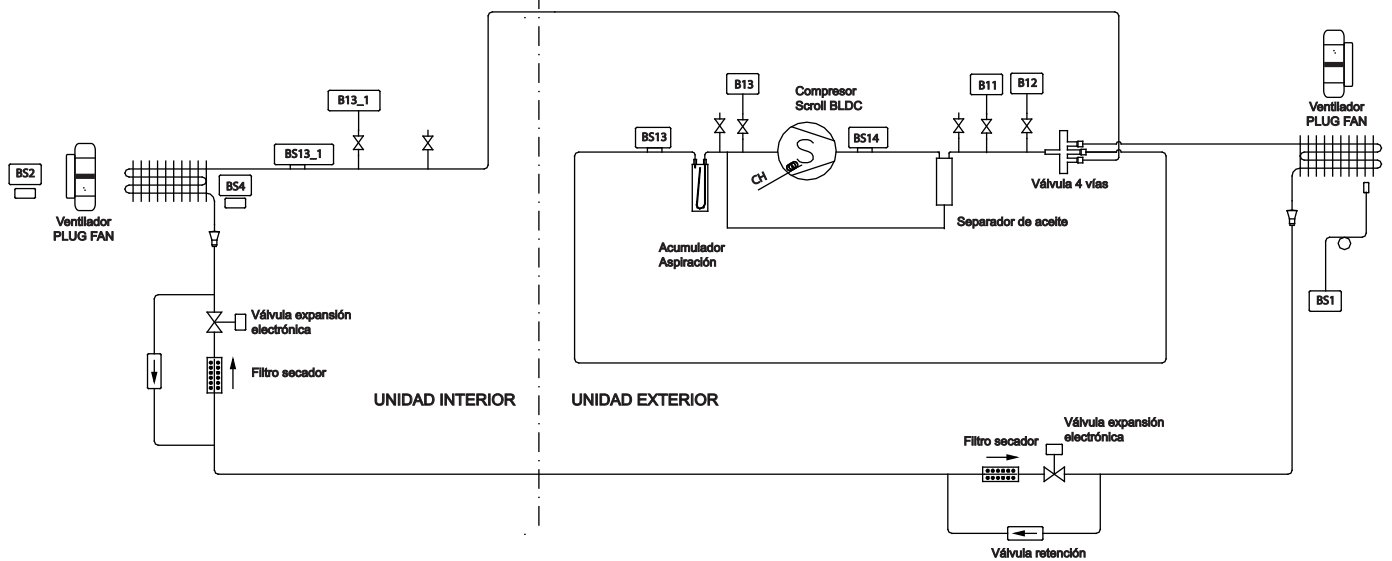 B13_1
BS13_1
BS2
BS4
Ventilador
PLUG FAN
Válvula expansión
electrónica
Filtro secador
UNIDAD INTERIOR
UNIDAD EXTERIOR
BS13
B13
Compresor
Scroll BLDC
S
CH
BS14
B11
B12
Válvula 4 vías
Separador de aceite
Acumulador
Aspiración
Ventilador
PLUG FAN
BS1
Filtro secador
Válvula expansión
electrónica
Válvula retención